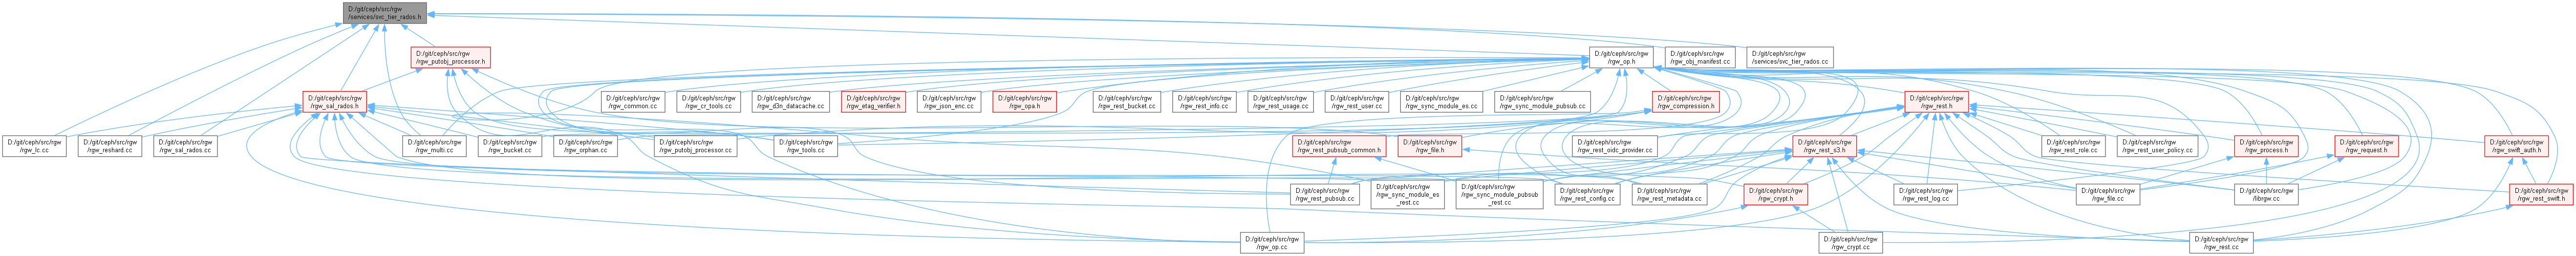 D:/git/ceph/src/rgw
/services/svc_tier_rados.h
D:/git/ceph/src/rgw
/rgw_putobj_processor.h
D:/git/ceph/src/rgw
/rgw_op.h
D:/git/ceph/src/rgw
/rgw_obj_manifest.cc
D:/git/ceph/src/rgw
/services/svc_tier_rados.cc
D:/git/ceph/src/rgw
/rgw_sal_rados.h
D:/git/ceph/src/rgw
/rgw_common.cc
D:/git/ceph/src/rgw
/rgw_cr_tools.cc
D:/git/ceph/src/rgw
/rgw_d3n_datacache.cc
D:/git/ceph/src/rgw
/rgw_etag_verifier.h
D:/git/ceph/src/rgw
/rgw_json_enc.cc
D:/git/ceph/src/rgw
/rgw_opa.h
D:/git/ceph/src/rgw
/rgw_rest_bucket.cc
D:/git/ceph/src/rgw
/rgw_rest_info.cc
D:/git/ceph/src/rgw
/rgw_rest_usage.cc
D:/git/ceph/src/rgw
/rgw_rest_user.cc
D:/git/ceph/src/rgw
/rgw_sync_module_es.cc
D:/git/ceph/src/rgw
/rgw_sync_module_pubsub.cc
D:/git/ceph/src/rgw
/rgw_compression.h
D:/git/ceph/src/rgw
/rgw_rest.h
D:/git/ceph/src/rgw
/rgw_lc.cc
D:/git/ceph/src/rgw
/rgw_reshard.cc
D:/git/ceph/src/rgw
/rgw_sal_rados.cc
D:/git/ceph/src/rgw
/rgw_multi.cc
D:/git/ceph/src/rgw
/rgw_bucket.cc
D:/git/ceph/src/rgw
/rgw_orphan.cc
D:/git/ceph/src/rgw
/rgw_putobj_processor.cc
D:/git/ceph/src/rgw
/rgw_tools.cc
D:/git/ceph/src/rgw
/rgw_rest_pubsub_common.h
D:/git/ceph/src/rgw
/rgw_file.h
D:/git/ceph/src/rgw
/rgw_rest_oidc_provider.cc
D:/git/ceph/src/rgw
/rgw_rest_s3.h
D:/git/ceph/src/rgw
/rgw_rest_role.cc
D:/git/ceph/src/rgw
/rgw_rest_user_policy.cc
D:/git/ceph/src/rgw
/rgw_process.h
D:/git/ceph/src/rgw
/rgw_request.h
D:/git/ceph/src/rgw
/rgw_swift_auth.h
D:/git/ceph/src/rgw
/rgw_rest_pubsub.cc
D:/git/ceph/src/rgw
/rgw_sync_module_es
_rest.cc
D:/git/ceph/src/rgw
/rgw_sync_module_pubsub
_rest.cc
D:/git/ceph/src/rgw
/rgw_rest_config.cc
D:/git/ceph/src/rgw
/rgw_rest_metadata.cc
D:/git/ceph/src/rgw
/rgw_crypt.h
D:/git/ceph/src/rgw
/rgw_rest_log.cc
D:/git/ceph/src/rgw
/rgw_file.cc
D:/git/ceph/src/rgw
/librgw.cc
D:/git/ceph/src/rgw
/rgw_rest_swift.h
D:/git/ceph/src/rgw
/rgw_op.cc
D:/git/ceph/src/rgw
/rgw_crypt.cc
D:/git/ceph/src/rgw
/rgw_rest.cc